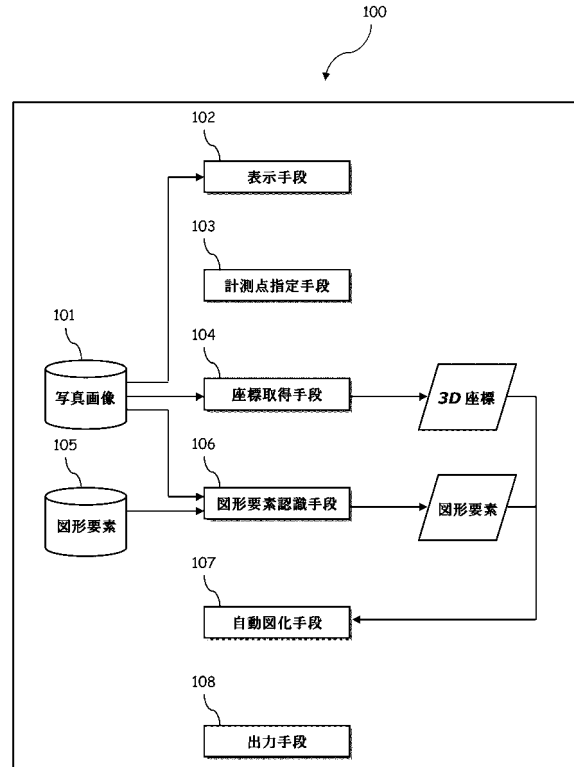 100
102
表示手段
103
計測点指定手段
101
写真画像
104
座標取得手段
3D 座標
105
図形要素
106
図形要素認識手段
図形要素
107
自動図化手段
108
出力手段